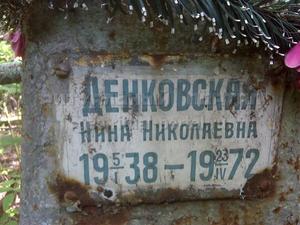 ДЕНКОВСКАЯ
НИНА НИКОЛАЕВНА
19 5/I 38 – 19 23/IV 72